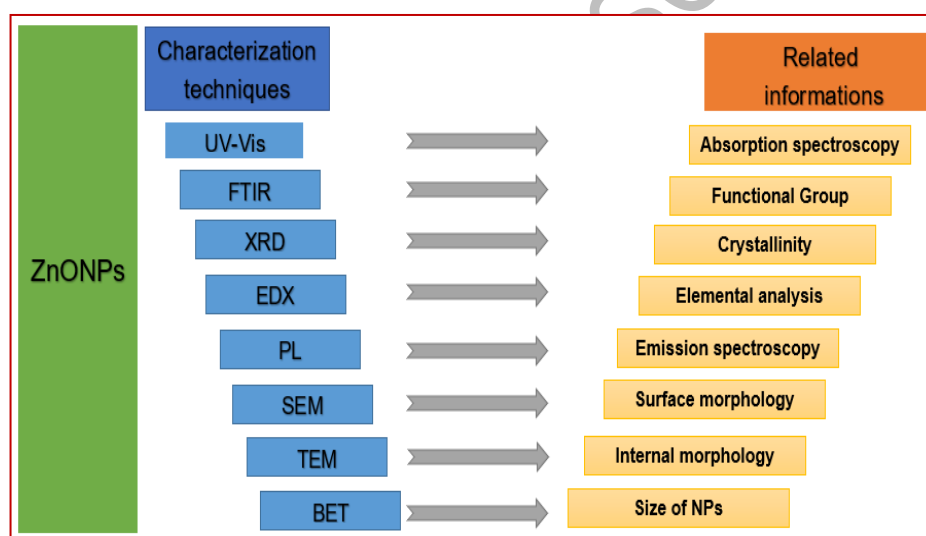 ZnONPs
Characterization
techniques
Related
informations
UV-Vis
Absorption spectroscopy
FTIR
Functional Group
XRD
Crystallinity
EDX
Elemental analysis
PL
Emission spectroscopy
SEM
Surface morphology
TEM
Internal morphology
BET
Size of NPs